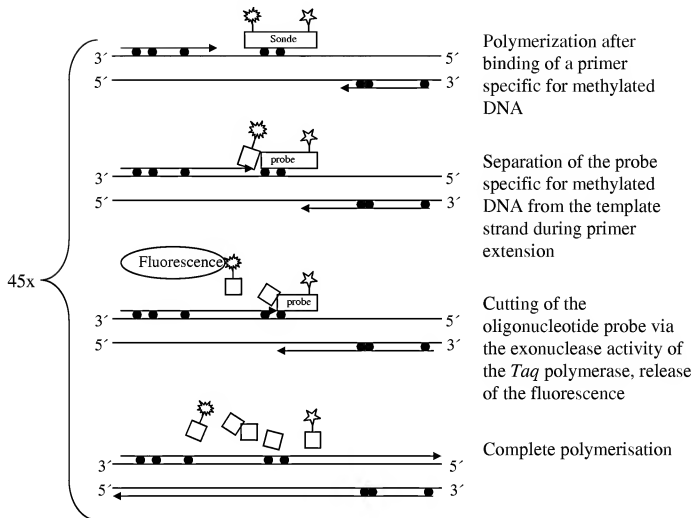 Sonde
3´ 5´
5´ 3´
Polymerization after
binding of a primer
specific for methylated
DNA
probe
3´ 5´
5´ 3´
Separation of the probe
specific for methylated
DNA from the template
strand during primer
extension
45x
Fluorescence
probe
3´ 5´
5´ 3´
Cutting of the
oligonucleotide probe via
the exonuclease activity of
the Taq polymerase, release
of the fluorescence
3´ 5´
5´ 3´
Complete polymerisation